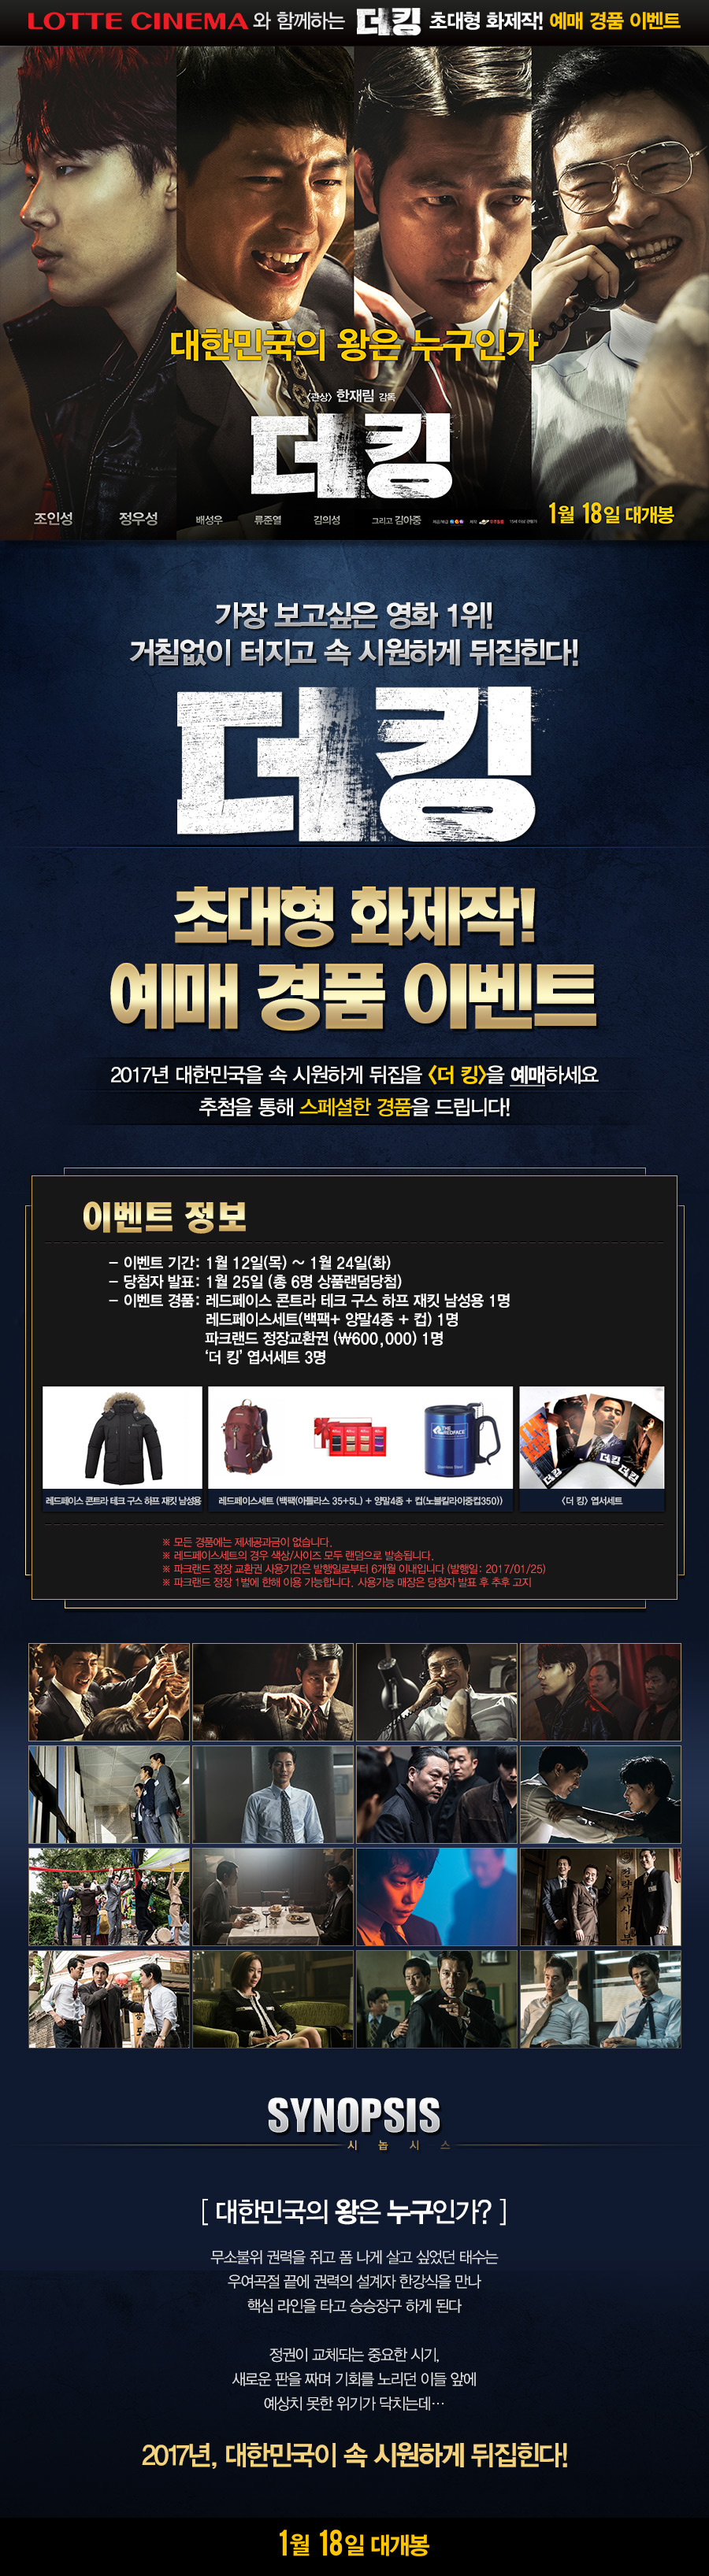 LOTTE CINEMA 와 함께하는 더킹 초대형 화제작! 예매 경품 이벤트
대한민국의 왕은 누구인가
<관상> 한재림 감독
더킹
조인성 정우성 배성우 류준열 김의성 그리고 김아중
1월 18일 대개봉
가장 보고싶은 영화 1위!
거침없이 터지고 속 시원하게 뒤집힌다!
더킹
초대형 화제작!
예매 경품 이벤트
2017년 대한민국을 속 시원하게 뒤집을 <더 킹>을 예매하세요
추첨을 통해 스페셜한 경품을 드립니다!
이벤트 정보
- 이벤트 기간: 1월 12일(목) ~ 1월 24일(화)
- 당첨자 발표: 1월 25일 (총 6명 상품랜덤당첨)
- 이벤트 경품: 레드페이스 콘트라 테크 구스 하프 재킷 남성용 1명
레드페이스세트(백팩+ 양말4종 + 컵) 1명
파크랜드 정장교환권 (₩600,000) 1명
'더 킹' 엽서세트 3명
THE REDFACE
더킹
레드페이스 콘트라 테크 구스 하프 재킷 남성용
레드페이스세트 (백팩(아틀라스 35+5L) + 양말4종 + 컵(노블칼라이중컵350))
<더 킹> 엽서세트
※ 모든 경품에는 제세공과금이 없습니다.
※ 레드페이스세트의 경우 색상/사이즈 모두 랜덤으로 발송됩니다.
※ 파크랜드 정장 교환권 사용기간은 발행일로부터 6개월 이내입니다 (발행일: 2017/01/25)
※ 파크랜드 정장 1벌에 한해 이용 가능합니다. 사용가능 매장은 당첨자 발표 후 추후 고지
SYNOPSIS
시 놉 시 스
[ 대한민국의 왕은 누구인가? ]
무소불위 권력을 쥐고 폼 나게 살고 싶었던 태수는
우여곡절 끝에 권력의 설계자 한강식을 만나
핵심 라인을 타고 승승장구 하게 된다
정권이 교체되는 중요한 시기,
새로운 판을 짜며 기회를 노리던 이들 앞에
예상치 못한 위기가 닥치는데…
2017년, 대한민국이 속 시원하게 뒤집힌다!
1월 18일 대개봉